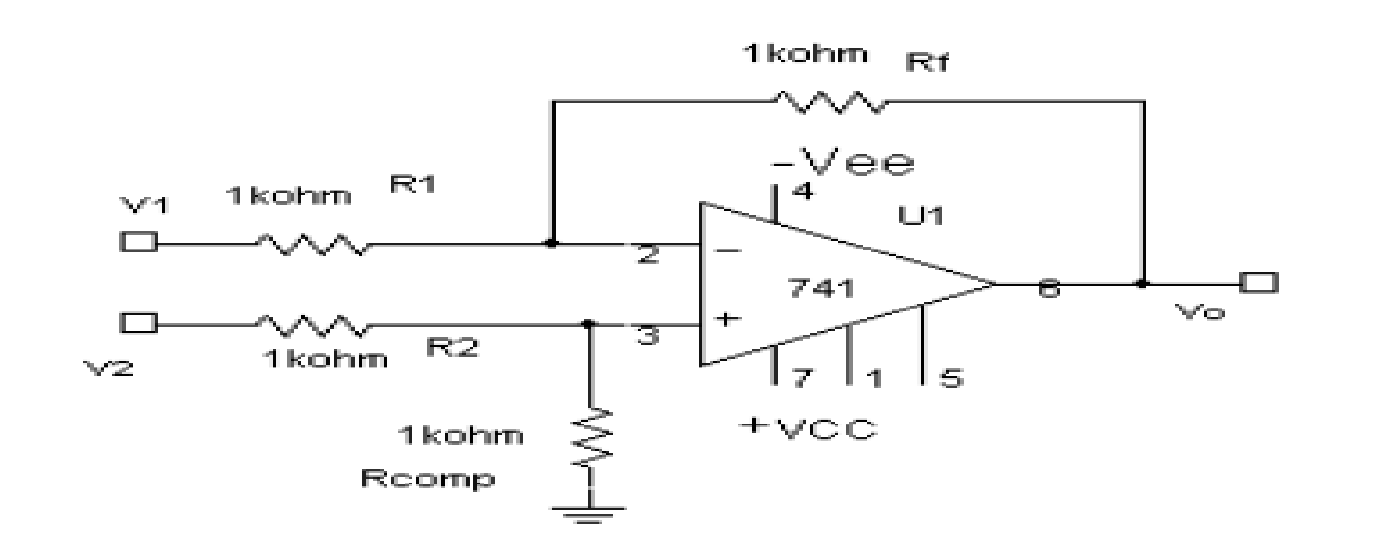 1kohm Rf
-Vee
4
V1 1kohm R1
U1
2 -
741
6
Vo
+
3
V2 1kohm R2
7 1 5
+VCC
1kohm
Rcomp